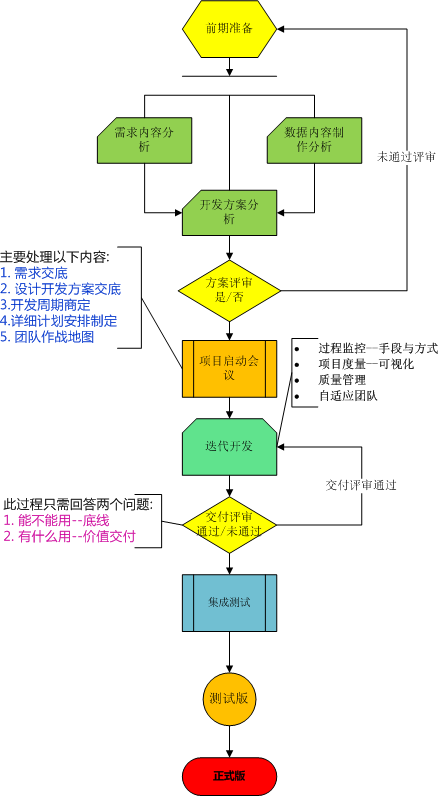 前期准备
需求内容分
析
数据内容制
作分析
未通过评审
开发方案分
析
主要处理以下内容:
1. 需求交底
2. 设计开发方案交底
3.开发周期商定
4.详细计划安排制定
5. 团队作战地图
方案评审
是/否
项目启动会
议
• 过程监控--手段与方式
• 项目度量--可视化
• 质量管理
• 自适应团队
迭代开发
交付评审通过
此过程只需回答两个问题:
1. 能不能用--底线
2. 有什么用--价值交付
交付评审
通过/未通过
集成测试
测试版
正式版